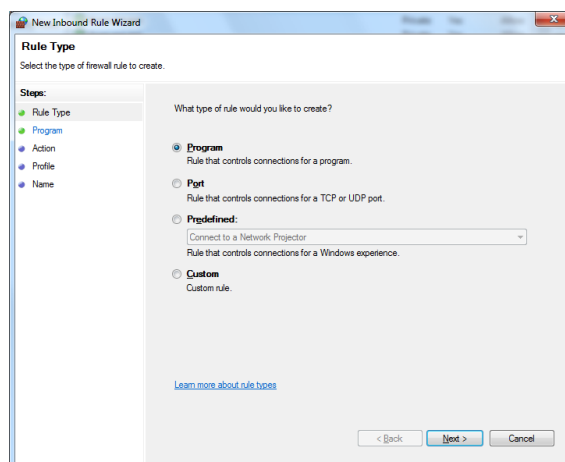 New Inbound Rule Wizard
Rule Type
Select the type of firewall rule to create.
Steps:
Rule Type
Program
Action
Profile
Name
What type of rule would you like to create?
Program
Rule that controls connections for a program.
Port
Rule that controls connections for a TCP or UDP port.
Predefined:
Connect to a Network Projector
Rule that controls connections for a Windows experience.
Custom
Custom rule.
Learn more about rule types
< Back Next > Cancel